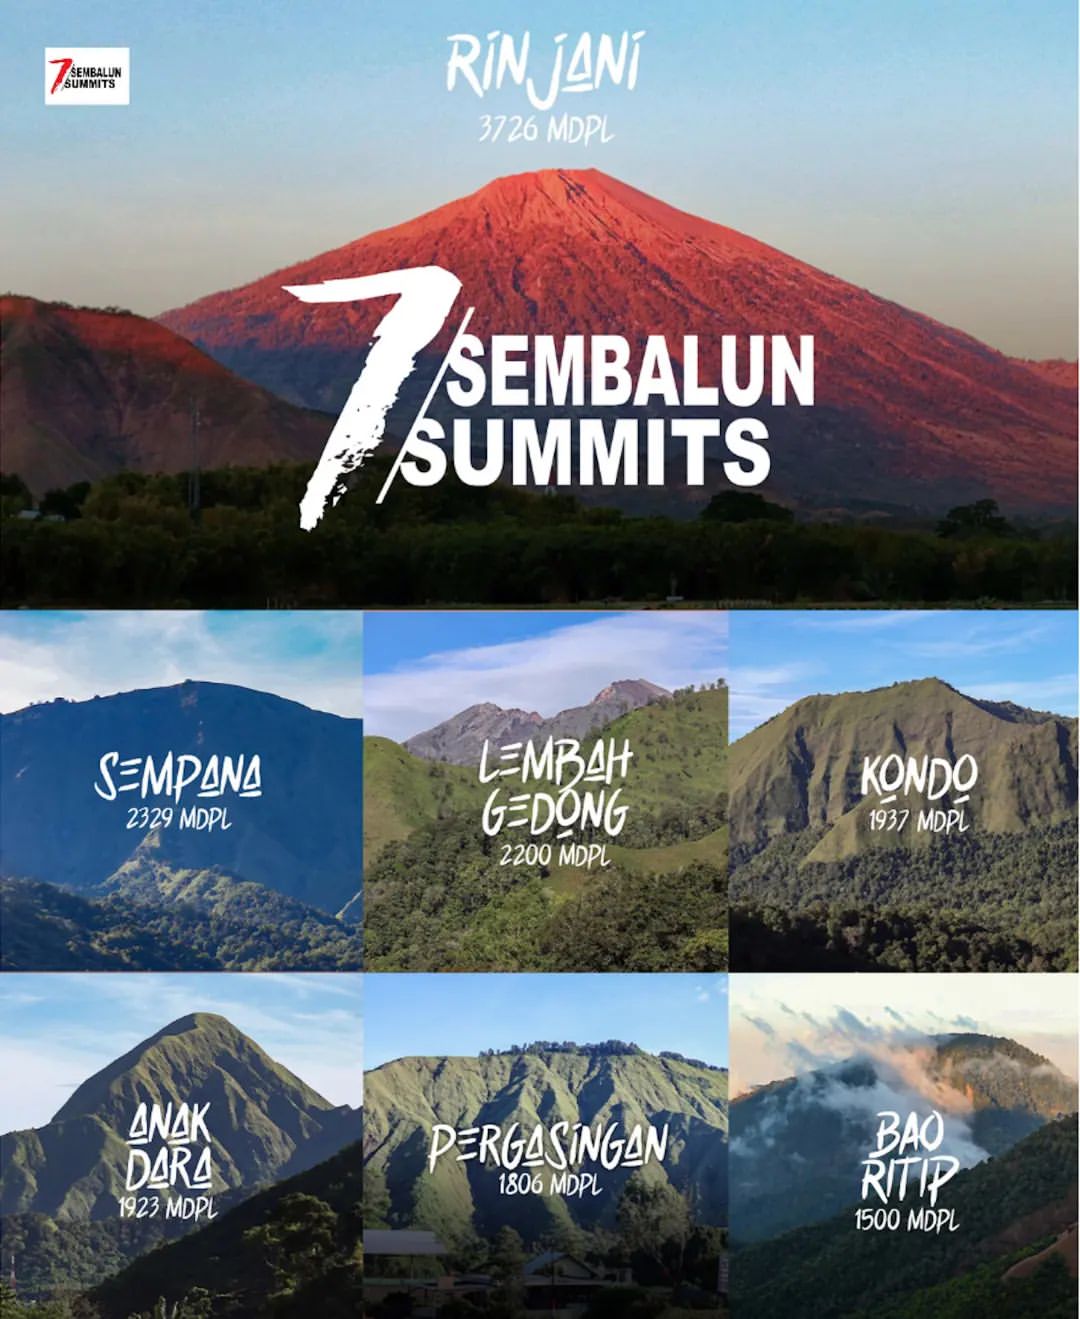 7 SEMBALUN
SUMMITS
RINJANI
3726 MDPL
7 SEMBALUN
SUMMITS
SEMPANA
2329 MDPL
LEMBAH
GEDONG
2200 MDPL
KONDO
1937 MDPL
ANAK
DARA
1923 MDPL
PERGASINGAN
1806 MDPL
BAO
RITIP
1500 MDPL